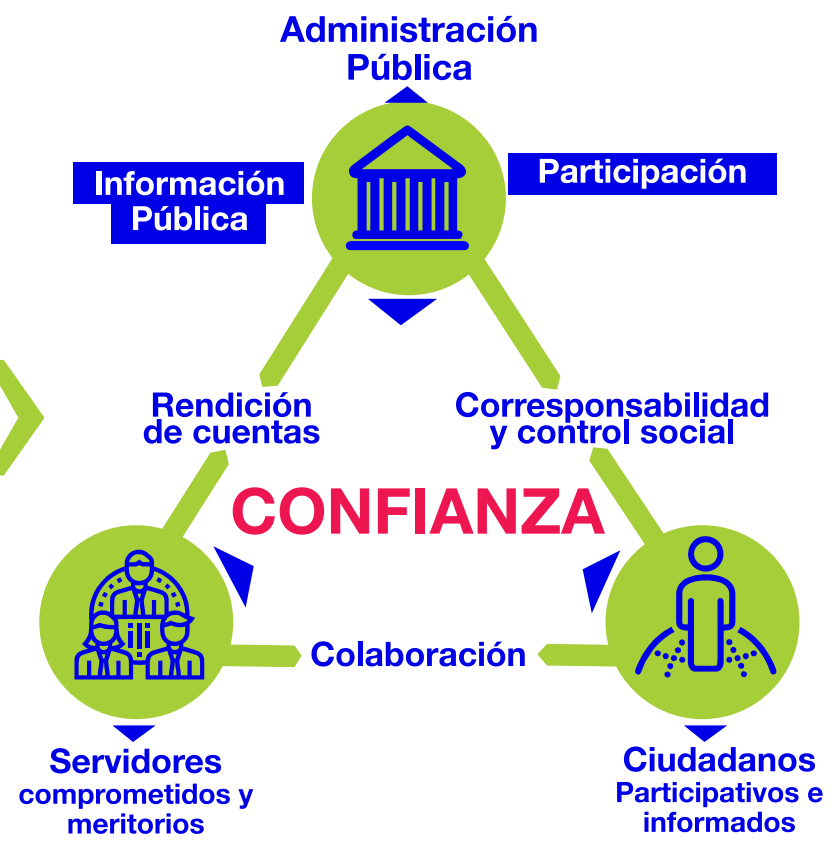 Administración
Pública
Información
Pública
Participación
Rendición
de cuentas
Corresponsabilidad
y control social
CONFIANZA
Colaboración
Servidores
comprometidos y
meritorios
Ciudadanos
Participativos e
informados